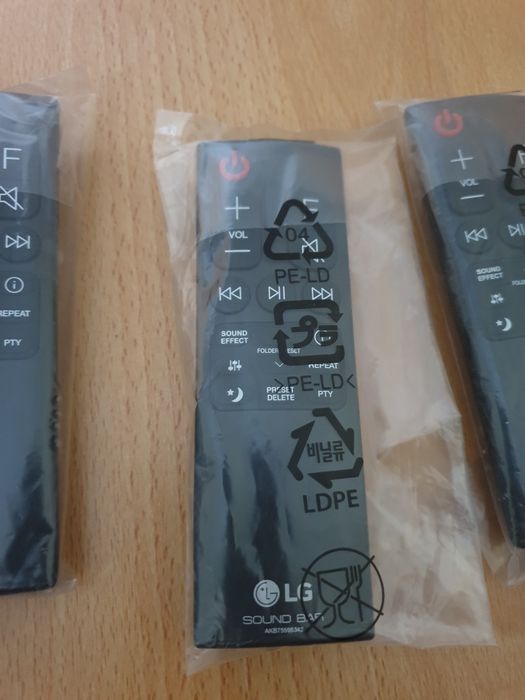 F
REPEAT
PTY
+
VOL
−
F
04
PE-LD
SOUND
EFFECT
FOLDER
PRESET
REPEAT
>PE-LD<
PRESET
DELETE
PTY
비닐류
LDPE
LG
SOUND BAR
+
VOL
−
SOUND
EFFECT